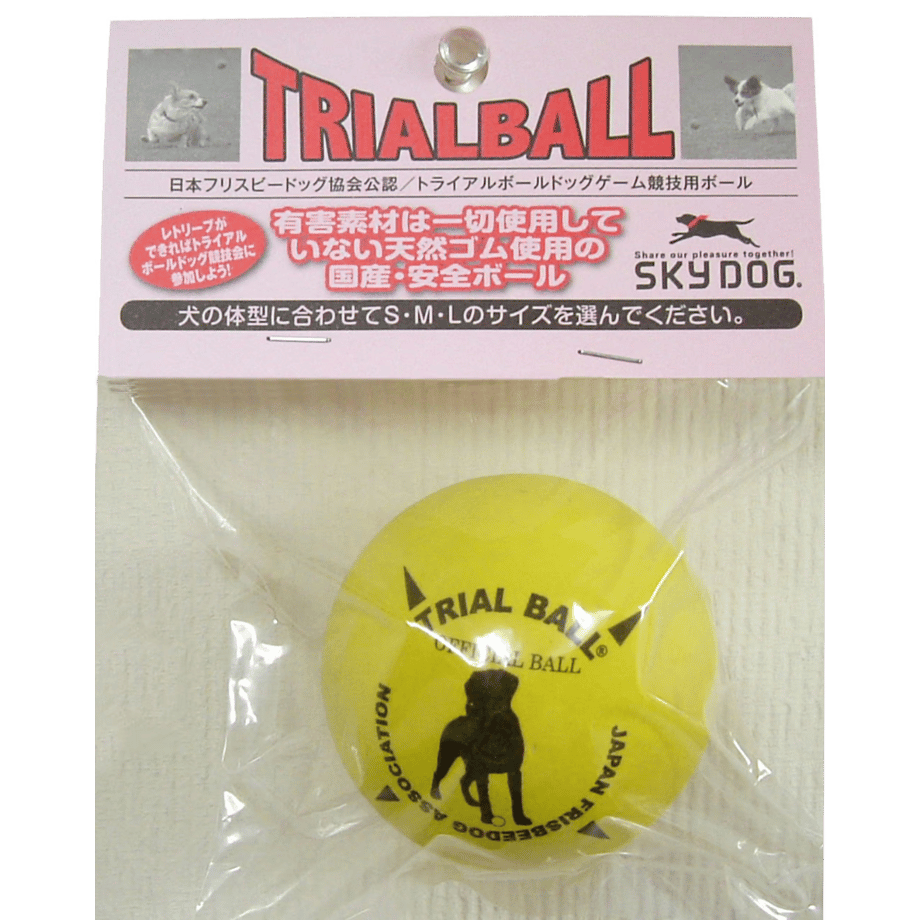 TRIALBALL
日本フリスビードッグ協会公認／トライアルボールドッグゲーム競技用ボール
レトリーブが
できればトライアル
ボールドッグ競技会に
参加しよう!
有害素材は一切使用して
いない天然ゴム使用の
国産・安全ボール
Share our pleasure together!
SKYDOG.
犬の体型に合わせてS・M・Lのサイズを選んでください。
TRIAL BALL®
OFFICIAL BALL
JAPAN FRISBEEDOG ASSOCIATION